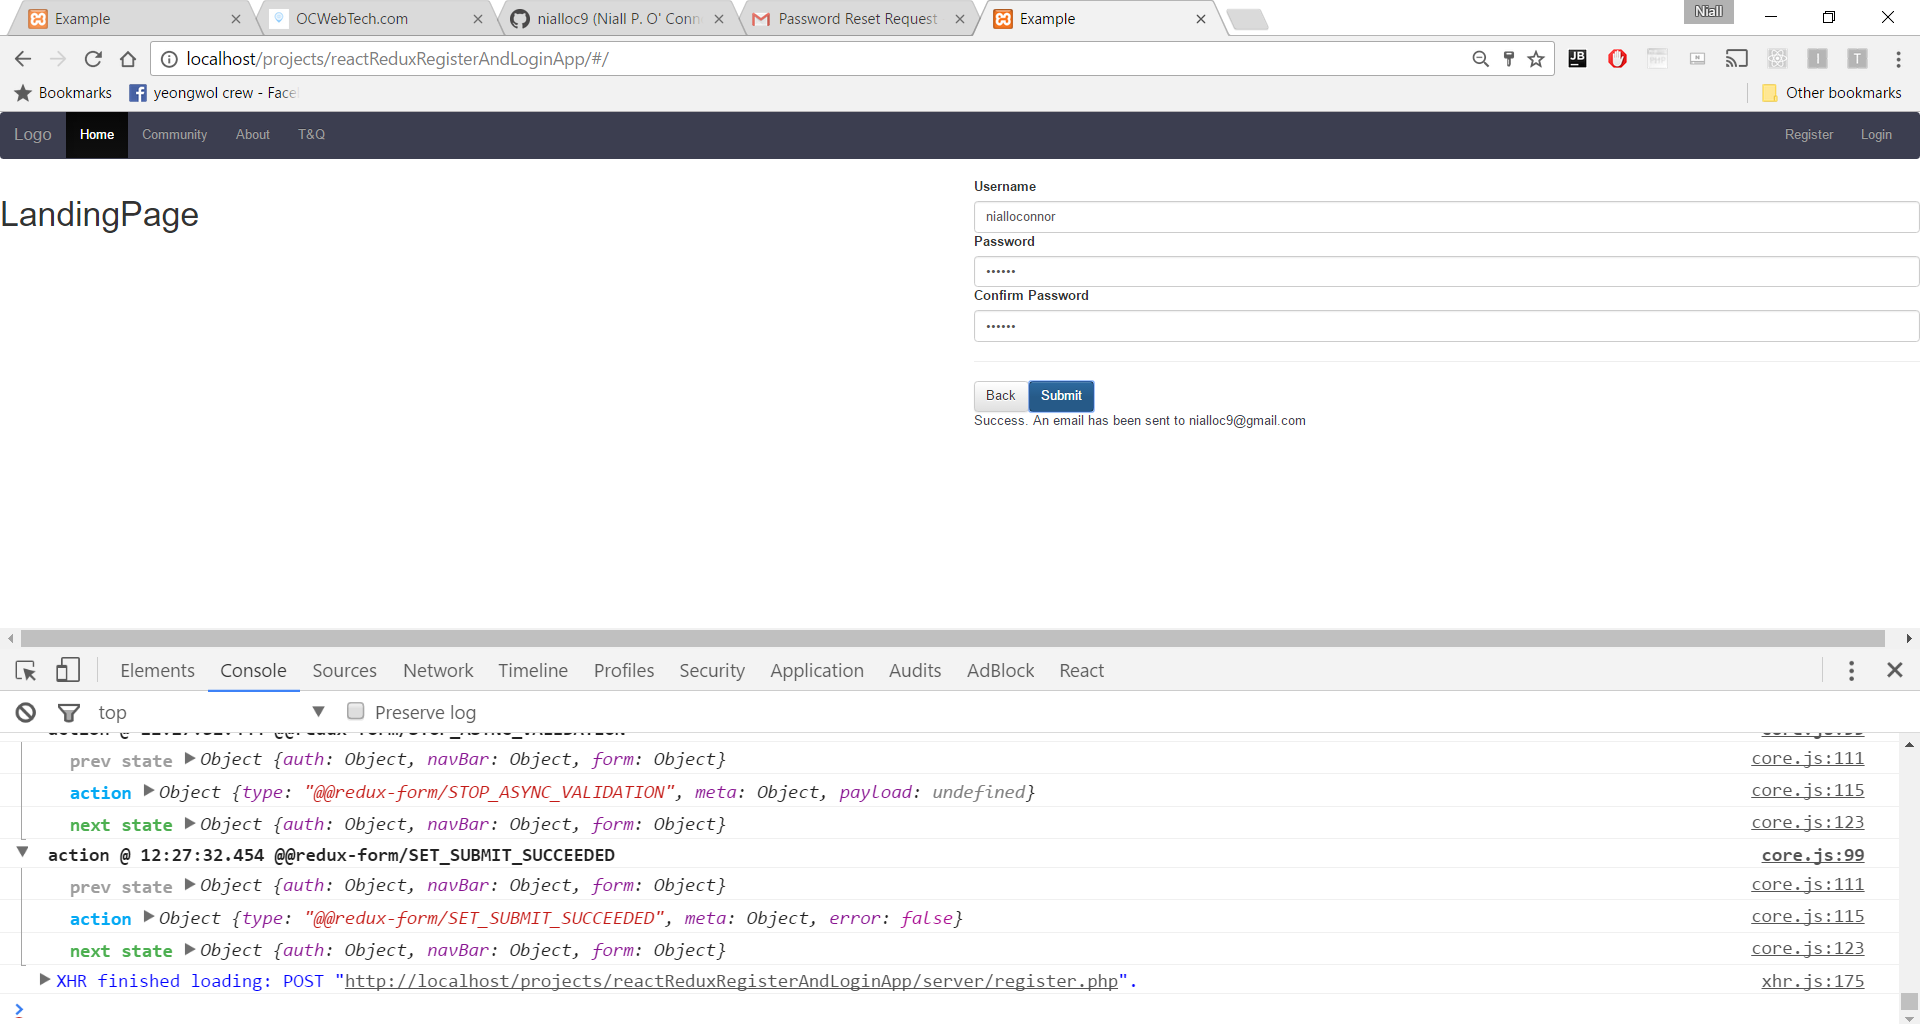 Example
OCWebTech.com
nialloc9 (Niall P. O' Conn
Password Reset Request
Example
Niall
localhost/projects/reactReduxRegisterAndLoginApp/#/
Bookmarks
yeongwol crew - Face
Other bookmarks
Logo
Home
Community
About
T&Q
Register
Login
LandingPage
Username
nialloconnor
Password
••••••
Confirm Password
••••••
Back
Submit
Success. An email has been sent to nialloc9@gmail.com
Elements Console Sources Network Timeline Profiles Security Application Audits AdBlock React
top
Preserve log
prev state Object {auth: Object, navBar: Object, form: Object} core.js:111
action Object {type: "@@redux-form/STOP_ASYNC_VALIDATION", meta: Object, payload: undefined} core.js:115
next state Object {auth: Object, navBar: Object, form: Object} core.js:123
action @ 12:27:32.454 @@redux-form/SET_SUBMIT_SUCCEEDED core.js:99
prev state Object {auth: Object, navBar: Object, form: Object} core.js:111
action Object {type: "@@redux-form/SET_SUBMIT_SUCCEEDED", meta: Object, error: false} core.js:115
next state Object {auth: Object, navBar: Object, form: Object} core.js:123
XHR finished loading: POST "http://localhost/projects/reactReduxRegisterAndLoginApp/server/register.php". xhr.js:175